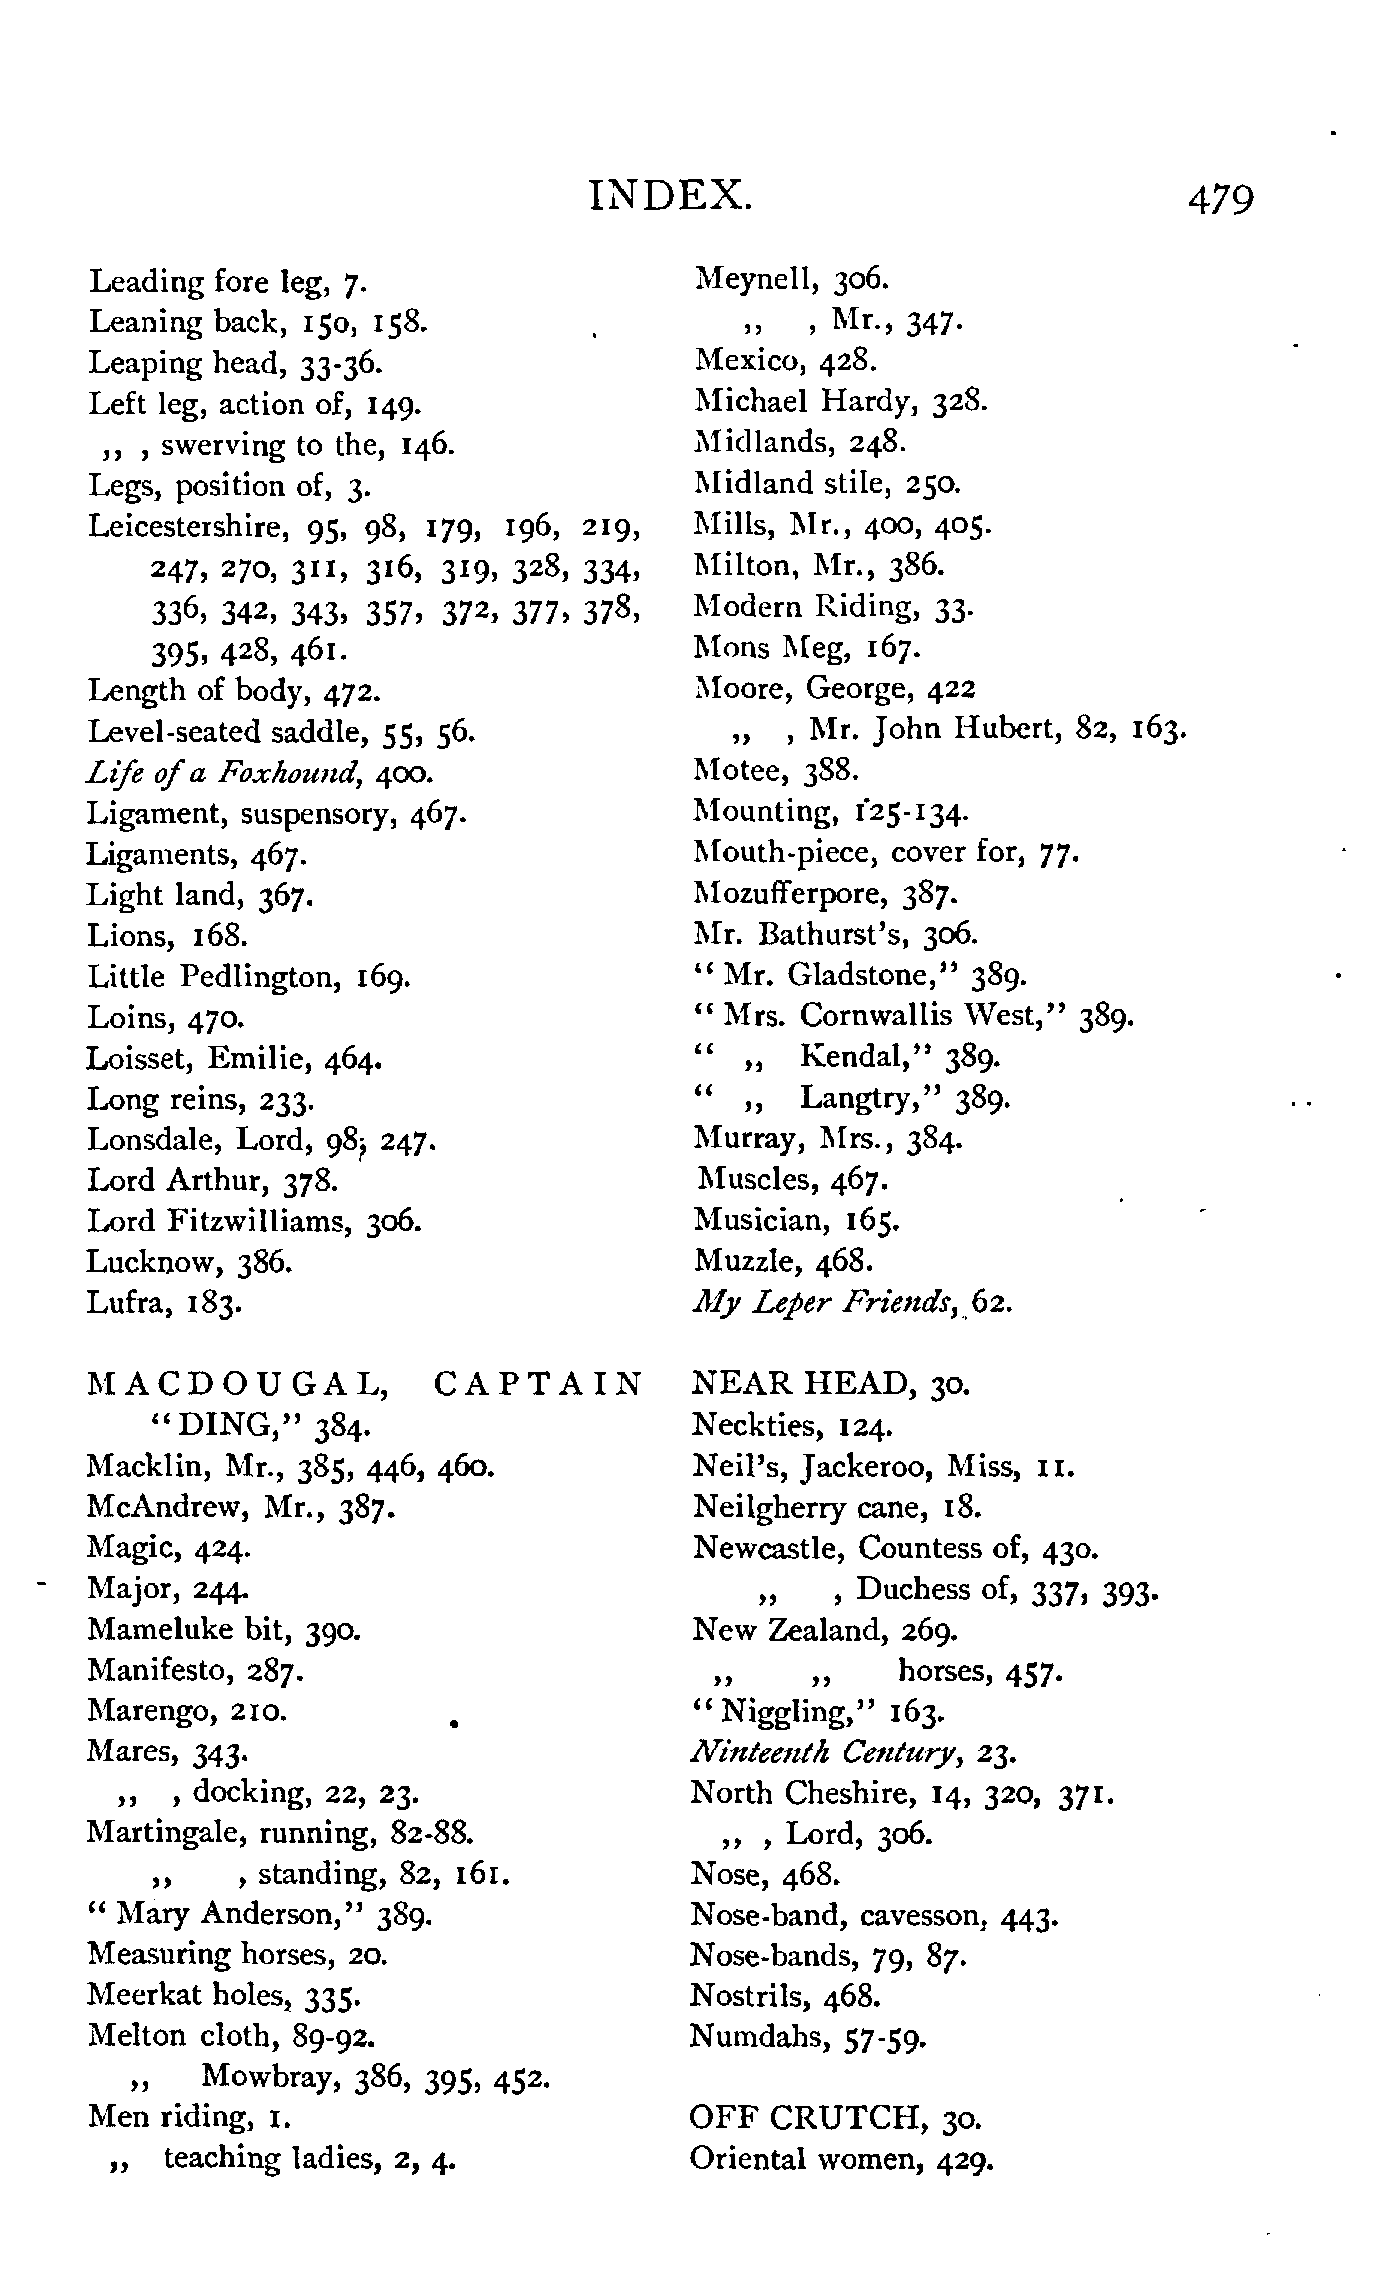 INDEX. 479
Leading fore leg, 7.
Leaning back, 150, 158.
Leaping head, 33-36.
Left leg, action of, 149.
,, , swerving to the, 146.
Legs, position of, 3.
Leicestershire, 95, 98, 179, 196, 219,
247, 270, 311, 316, 319, 328, 334,
336, 342, 343, 357, 372, 377, 378,
395, 428, 461.
Length of body, 472.
Level-seated saddle, 55, 56.
Life of a Foxhound, 400.
Ligament, suspensory, 467.
Ligaments, 467.
Light land, 367.
Lions, 168.
Little Pedlington, 169.
Loins, 470.
Loisset, Emilie, 464.
Long reins, 233.
Lonsdale, Lord, 98, 247.
Lord Arthur, 378.
Lord Fitzwilliams, 306.
Lucknow, 386.
Lufra, 183.
MACDOUGAL, CAPTAIN
"DING," 384.
Macklin, Mr., 385, 446, 460.
McAndrew, Mr., 387.
Magic, 424.
Major, 244.
Mameluke bit, 390.
Manifesto, 287.
Marengo, 210.
Mares, 343.
,, , docking, 22, 23.
Martingale, running, 82-88.
,, , standing, 82, 161.
"Mary Anderson," 389.
Measuring horses, 20.
Meerkat holes, 335.
Melton cloth, 89-92.
,, Mowbray, 386, 395, 452.
Men riding, 1.
,, teaching ladies, 2, 4.
Meynell, 306.
,, , Mr., 347.
Mexico, 428.
Michael Hardy, 328.
Midlands, 248.
Midland stile, 250.
Mills, Mr., 400, 405.
Milton, Mr., 386.
Modern Riding, 33.
Mons Meg, 167.
Moore, George, 422
,, , Mr. John Hubert, 82, 163.
Motee, 388.
Mounting, 125-134.
Mouth-piece, cover for, 77.
Mozufferpore, 387.
Mr. Bathurst's, 306.
"Mr. Gladstone," 389.
"Mrs. Cornwallis West," 389.
" ,, Kendal," 389.
" ,, Langtry," 389.
Murray, Mrs., 384.
Muscles, 467.
Musician, 165.
Muzzle, 468.
My Leper Friends, 62.
NEAR HEAD, 30.
Neckties, 124.
Neil's, Jackeroo, Miss, 11.
Neilgherry cane, 18.
Newcastle, Countess of, 430.
,, , Duchess of, 337, 393.
New Zealand, 269.
,, ,, horses, 457.
"Niggling," 163.
Ninteenth Century, 23.
North Cheshire, 14, 320, 371.
,, , Lord, 306.
Nose, 468.
Nose-band, cavesson, 443.
Nose-bands, 79, 87.
Nostrils, 468.
Numdahs, 57-59.
OFF CRUTCH, 30.
Oriental women, 429.